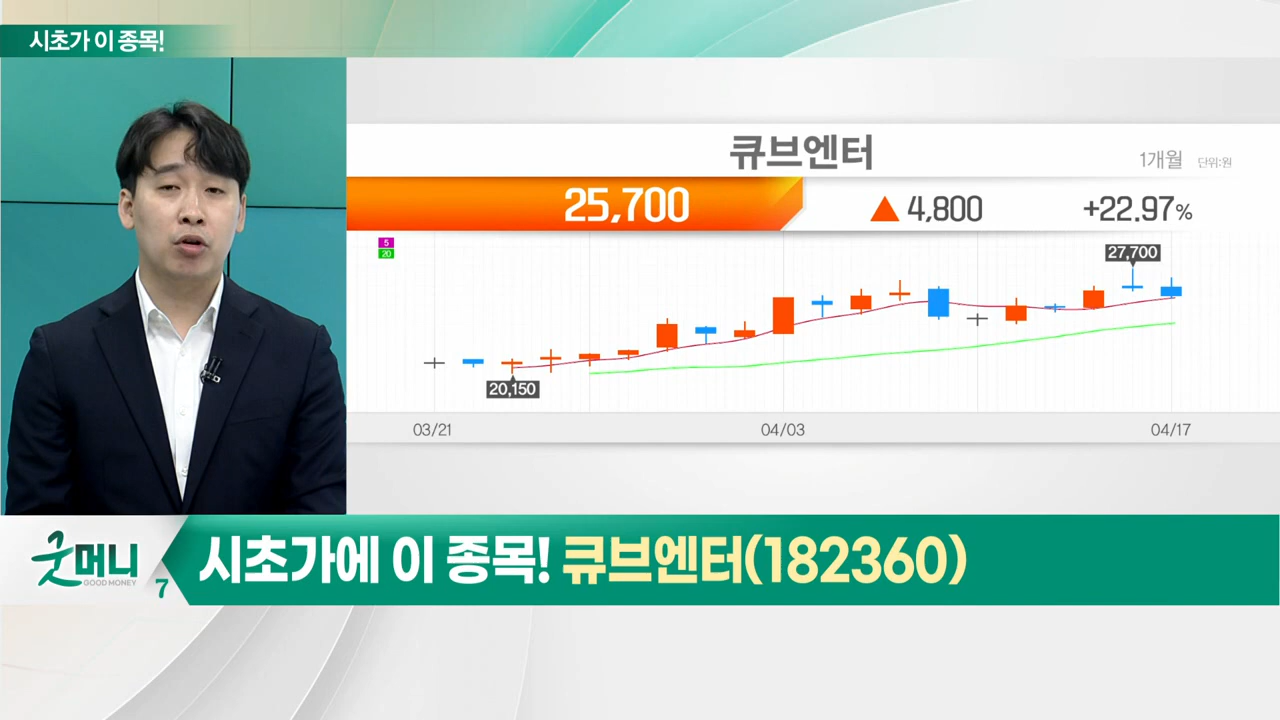 시초가 이 종목!
큐브엔터
1개월 단위:원
25,700 ▲ 4,800 +22.97%
5
20
27,700
20,150
03/21 04/03 04/17
굿머니
GOOD MONEY
7
시초가에 이 종목! 큐브엔터(182360)